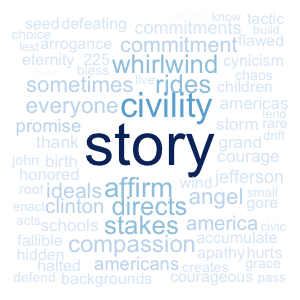 church know tactic
seed defeating build
choice commitments
lest arrogance commitment flawed
eternity 225 whirlwind cynicism
bless chaos
sometimes live rides children
everyone civility americas
lend
promise story storm rare
drift
thank grand
john birth courage
honored affirm wind jefferson
root ideals angel small
enact clinton directs gore
acts schools stakes america civic
fallible compassion accumulate
hidden apathy hurts
halted americans creates grace
defend backgrounds courageous pass